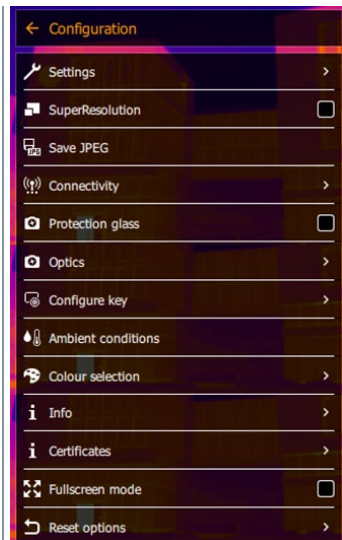 Configuration
Settings
SuperResolution
JPG
Save JPEG
Connectivity
Protection glass
Optics
Configure key
Ambient conditions
Colour selection
Info
Certificates
Fullscreen mode
Reset options